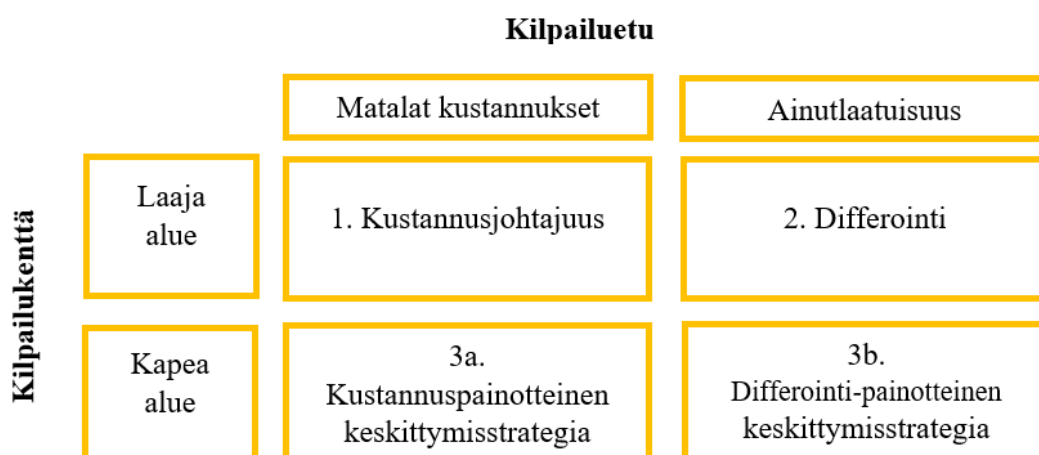 Kilpailuetu
Matalat kustannukset
Ainutlaatuisuus
Kilpailukenttä
Laaja
alue
1. Kustannusjohtajuus
2. Differointi
Kapea
alue
3a.
Kustannuspainotteinen
keskittymisstrategia
3b.
Differointi-painotteinen
keskittymisstrategia